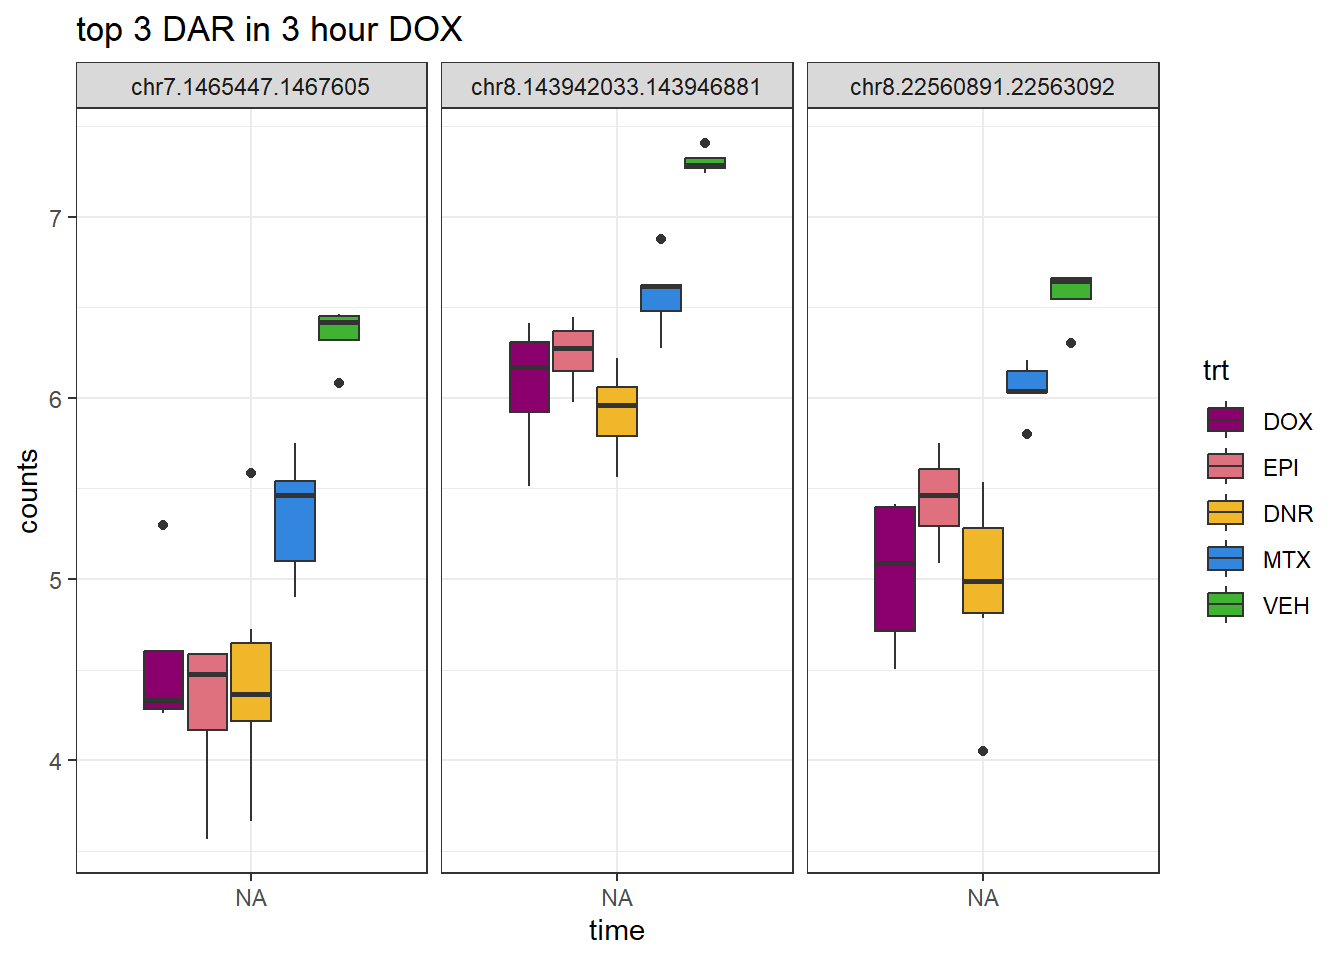 top 3 DAR in 3 hour DOX
chr7.1465447.1467605
chr8.143942033.143946881
chr8.22560891.22563092
counts
7
6
5
4
NA
NA
NA
time
trt
DOX
EPI
DNR
MTX
VEH